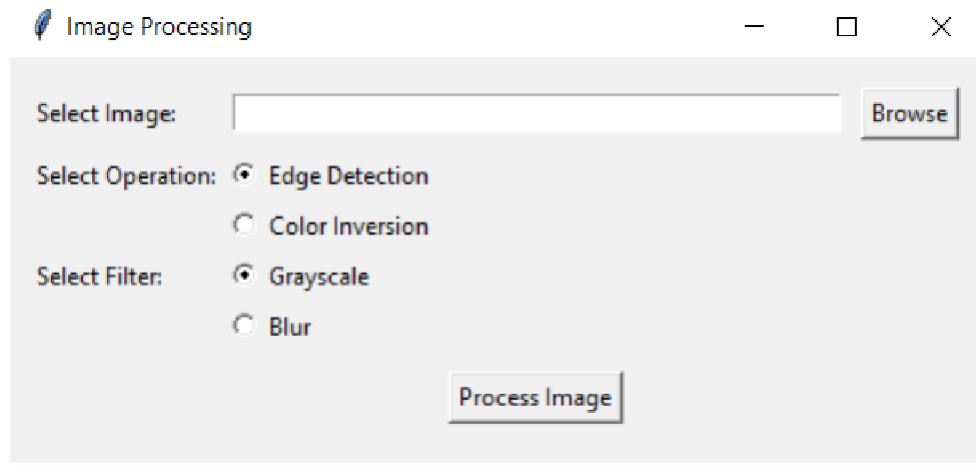 Image Processing
Select Image: Browse
Select Operation: Edge Detection
Color Inversion
Select Filter: Grayscale
Blur
Process Image